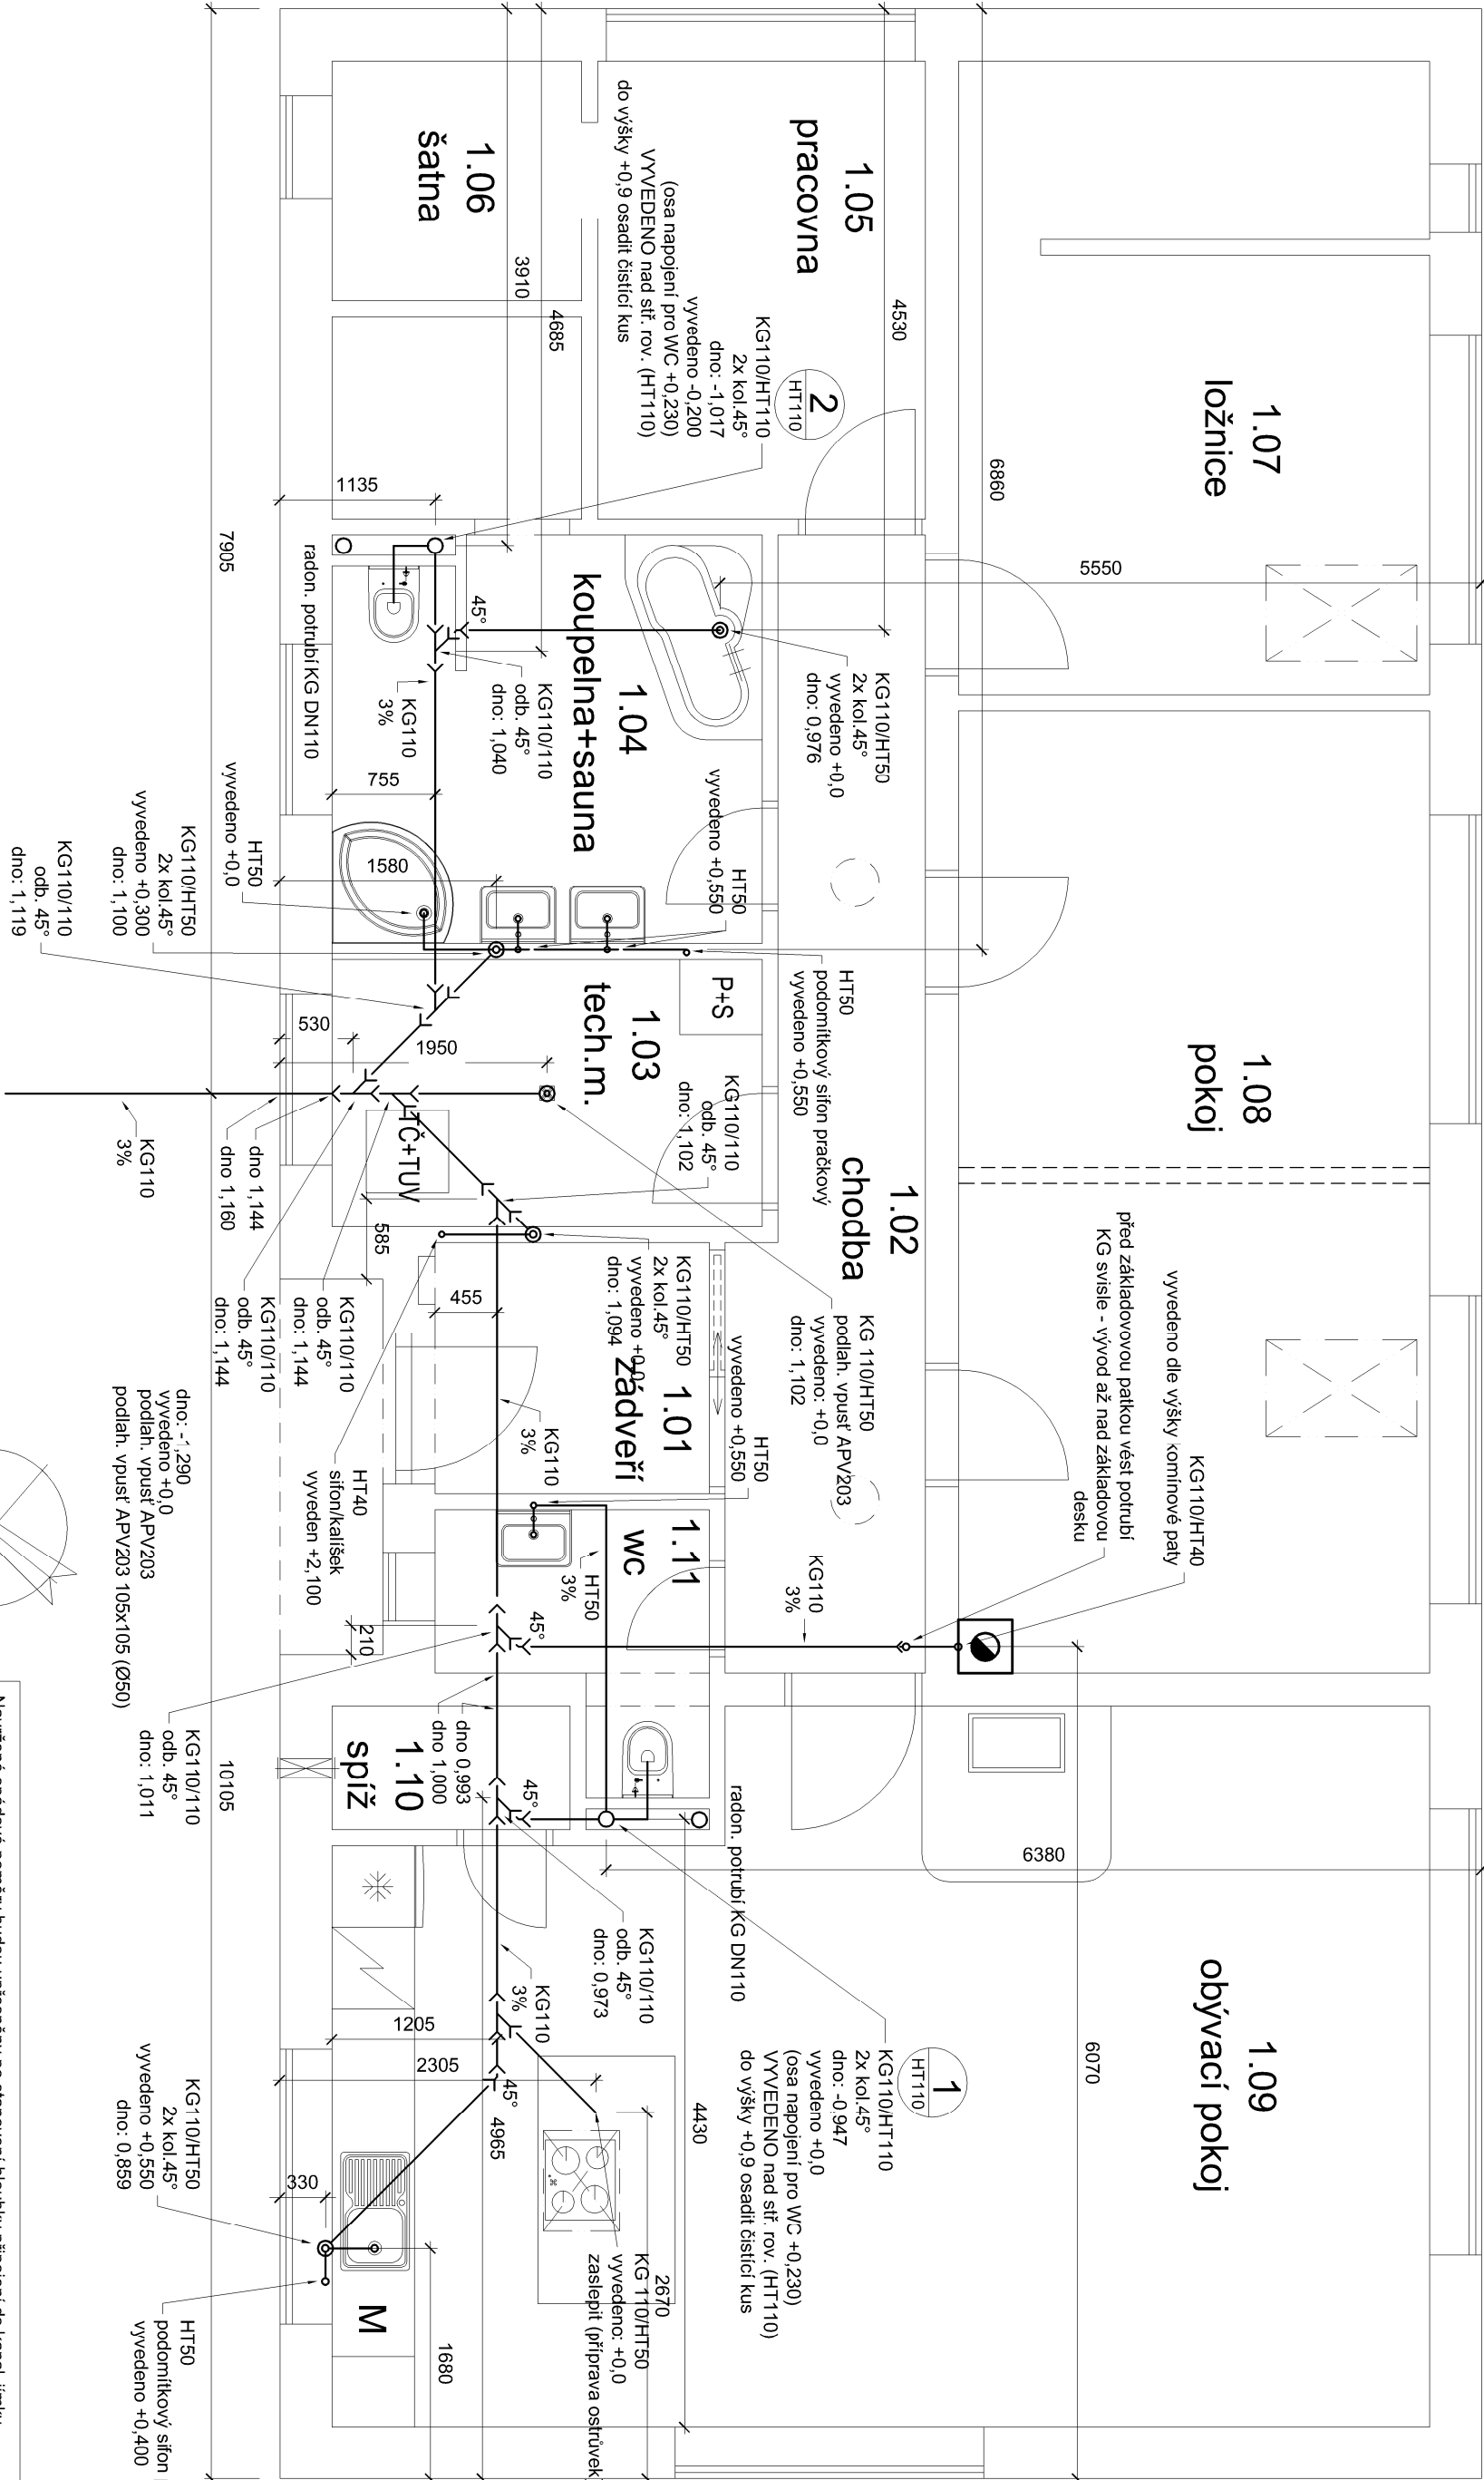 1.07
ložnice
1.08
pokoj
1.09
obývací pokoj
1.05
pracovna
1.06
šatna
1.04
koupelna+sauna
1.03
tech.m.
1.02
chodba
1.01
zádveří
1.11
wc
1.10
spíž
P+S
TČ+TUV
M
2
HT110
KG110/HT110
2x kol.45°
dno: -1,017
vyvedeno -0,200
(osa napojení pro WC +0,230)
VYVEDENO nad stř. rov. (HT110)
do výšky +0,9 osadit čistící kus
1
HT110
KG110/HT110
2x kol.45°
dno: -0,947
vyvedeno +0,0
(osa napojení pro WC +0,230)
VYVEDENO nad stř. rov. (HT110)
do výšky +0,9 osadit čistící kus
KG110/HT50
2x kol.45°
vyvedeno +0,0
dno: 0,976
KG110/110
odb. 45°
dno: 1,040
45°
KG110
3%
radon. potrubí KG DN110
HT50
vyvedeno +0,550
HT50
podomítkový sifon pračkový
vyvedeno +0,550
HT50
vyvedeno +0,0
KG110/HT50
2x kol.45°
vyvedeno +0,300
dno: 1,100
KG110/110
odb. 45°
dno: 1,119
KG110/110
odb. 45°
dno: 1,102
KG110
3%
dno 1,144
dno 1,160
KG110/110
odb. 45°
dno: 1,144
KG110/110
odb. 45°
dno: 1,144
KG110/HT50
2x kol.45°
vyvedeno +0,0
dno: 1,094
KG 110/HT50
podlah. vpusť APV203
vyvedeno: +0,0
dno: 1,102
HT50
vyvedeno +0,550
KG110
3%
HT40
sifon/kalíšek
vyveden +2,100
dno: -1,290
vyvedeno +0,0
podlah. vpusť APV203
podlah. vpusť APV203 105x105 (Ø50)
KG110/HT40
vyvedeno dle výšky komínové paty
před základovovou patkou vést potrubí
KG svisle - vývod až nad základovou
desku
KG110
3%
HT50
3%
45°
KG110/110
odb. 45°
dno: 1,011
dno 0,993
dno 1,000
45°
radon. potrubí KG DN110
KG110/110
odb. 45°
dno: 0,973
KG110
3%
45°
KG 110/HT50
vyvedeno: +0,0
zaslepit (příprava ostrůvek)
KG110/HT50
2x kol.45°
vyvedeno +0,550
dno: 0,859
HT50
podomítkový sifon
vyvedeno +0,400
3910
4685
4530
6860
5550
1135
7905
755
1580
530
1950
585
455
210
10105
6070
6380
4430
4965
2670
1205
2305
330
1680